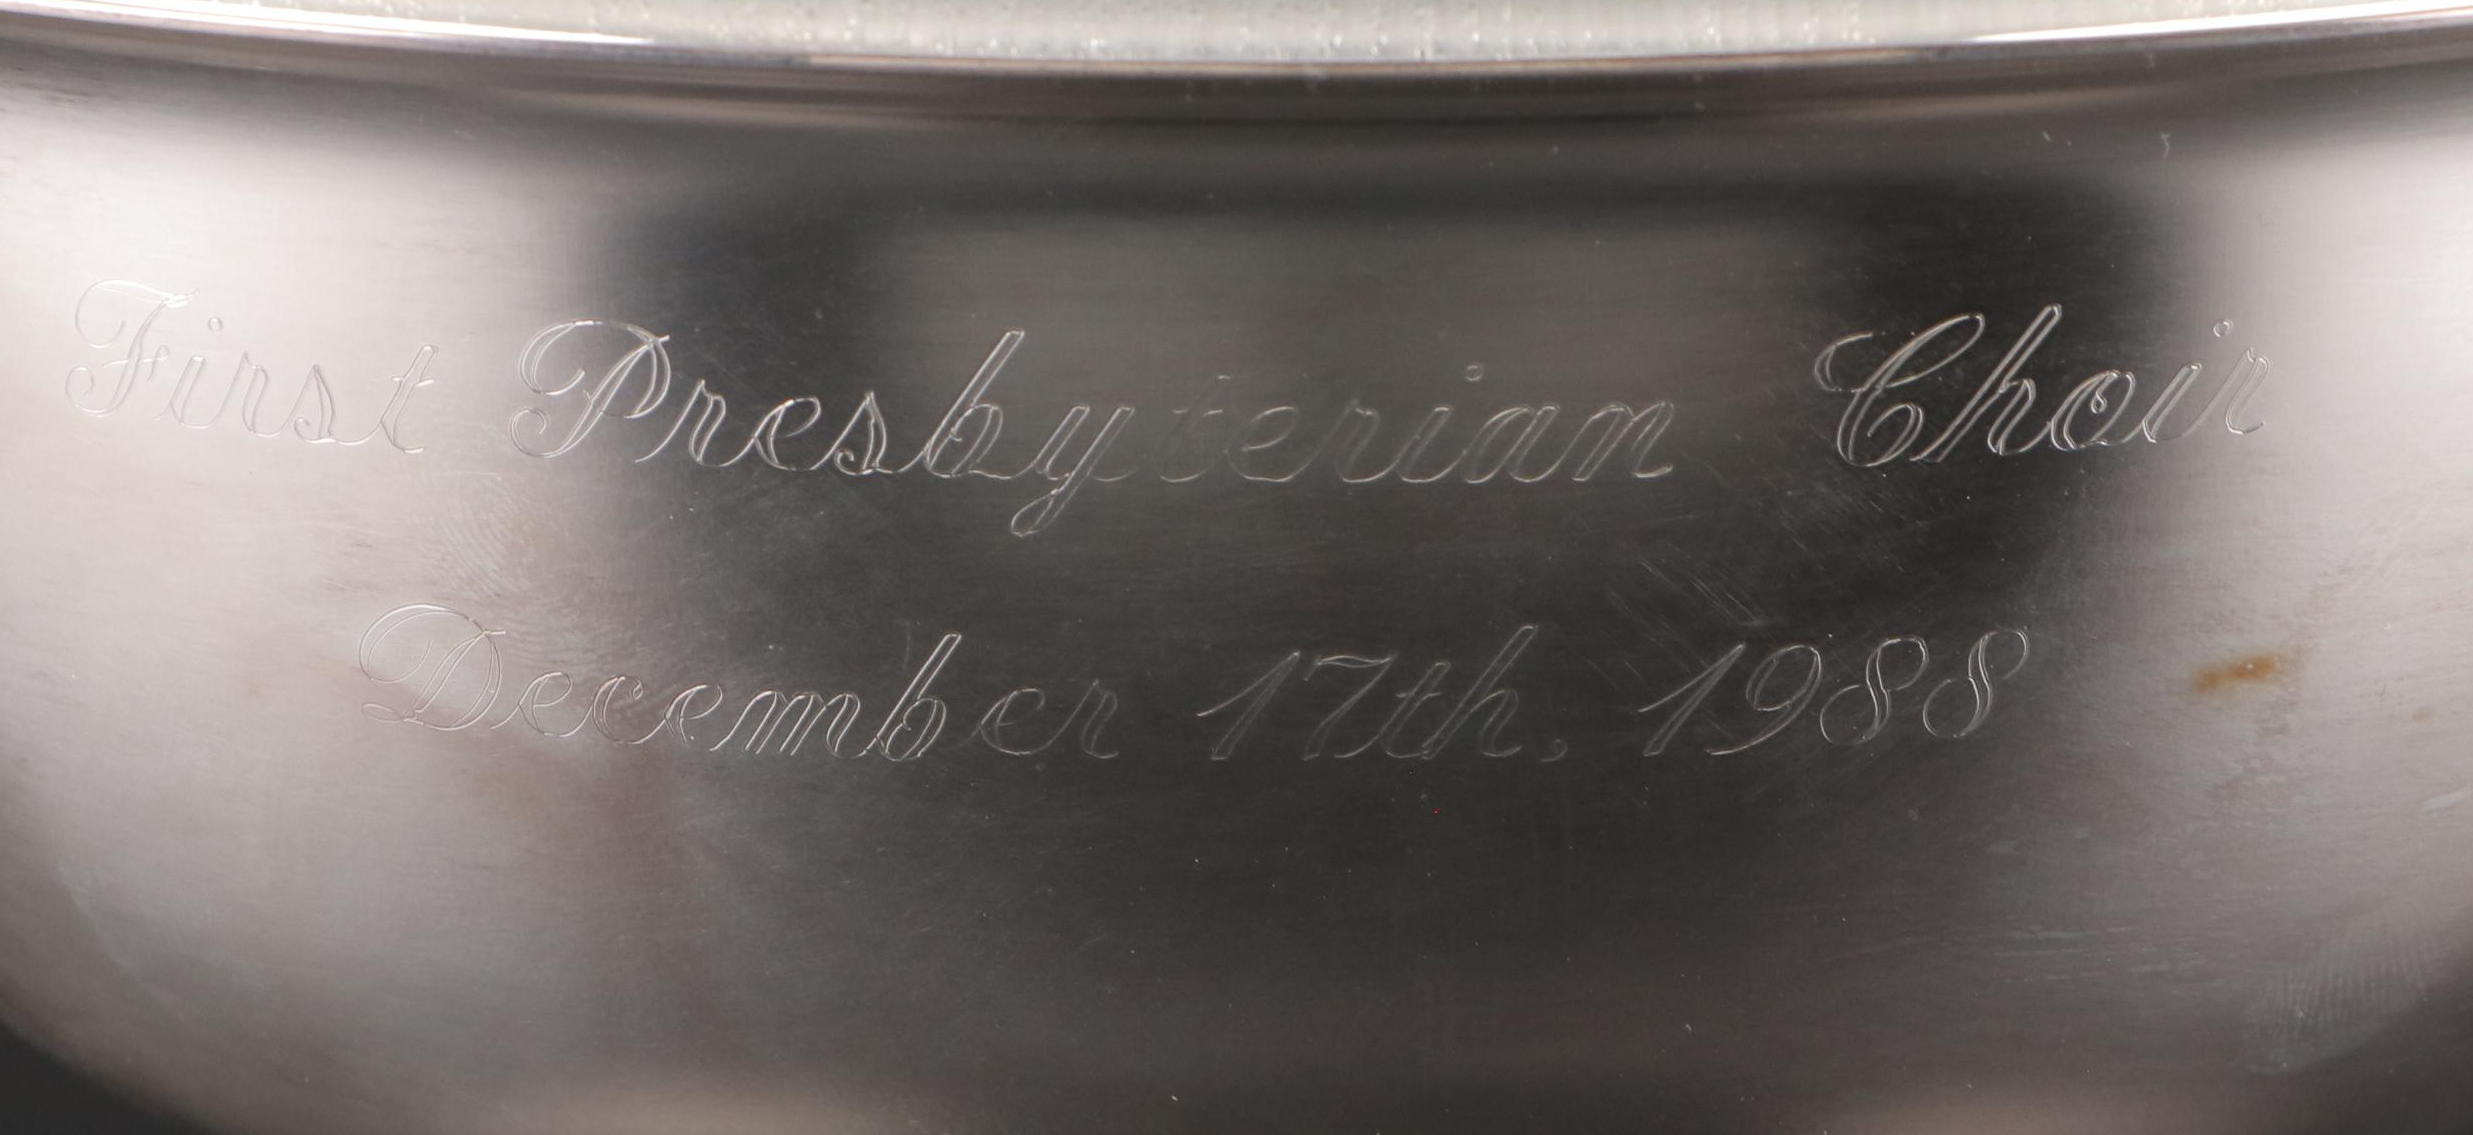 First Presbyterian Choir
December 17th, 1988